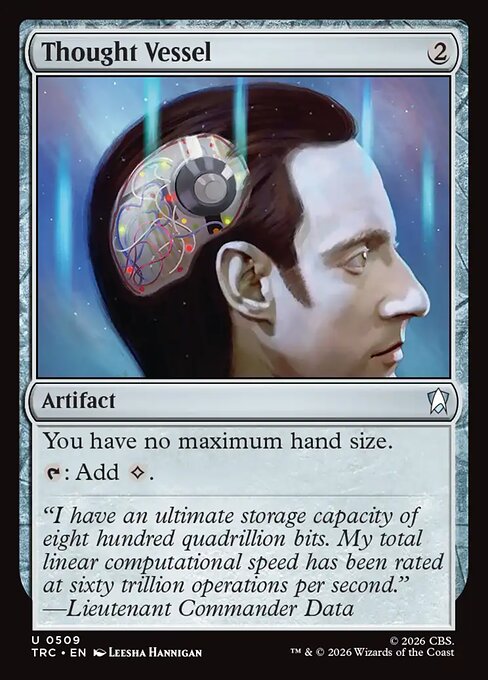 Thought Vessel 2
Artifact
You have no maximum hand size.
: Add .
“I have an ultimate storage capacity of
eight hundred quadrillion bits. My total
linear computational speed has been rated
at sixty trillion operations per second.”
—Lieutenant Commander Data
U 0509 © 2026 CBS.
TRC • EN Leesha Hannigan ™ & © 2026 Wizards of the Coast